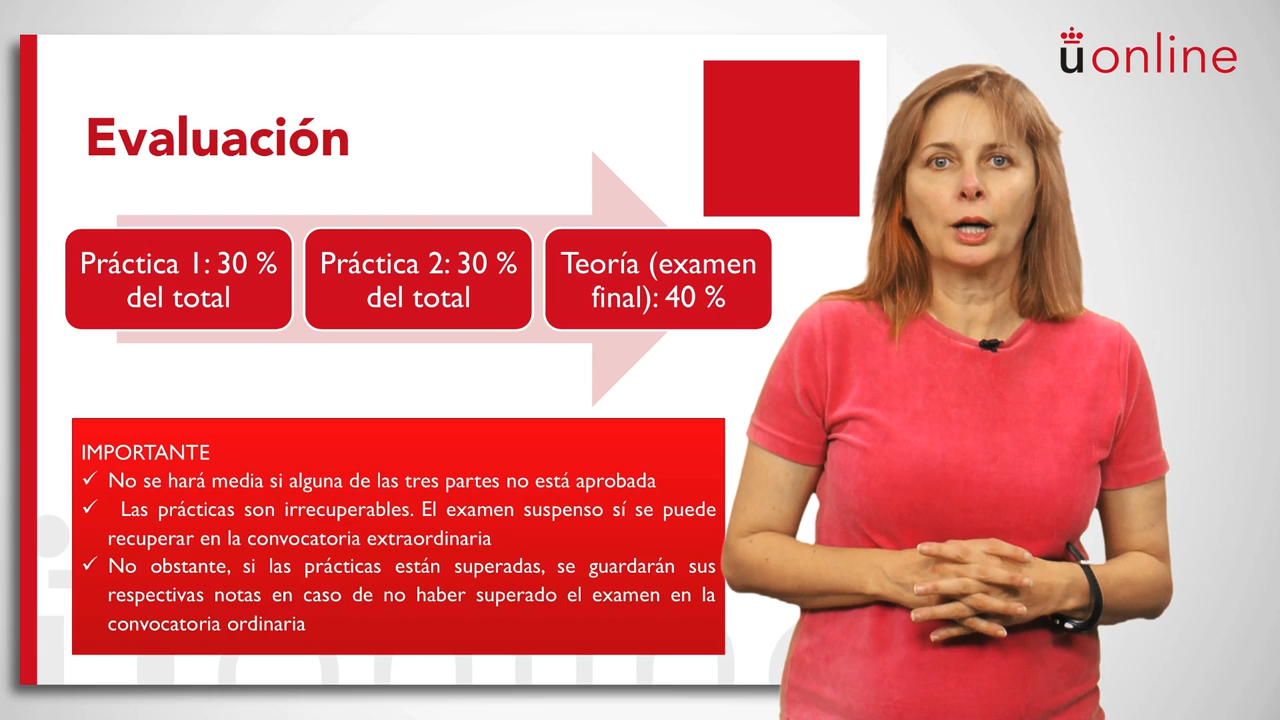 uonline
Evaluación
Práctica 1: 30 %
del total
Práctica 2: 30 %
del total
Teoría (examen
final): 40 %
IMPORTANTE
✓ No se hará media si alguna de las tres partes no está aprobada
✓ Las prácticas son irrecuperables. El examen suspenso sí se puede
recuperar en la convocatoria extraordinaria
✓ No obstante, si las prácticas están superadas, se guardarán sus
respectivas notas en caso de no haber superado el examen en la
convocatoria ordinaria